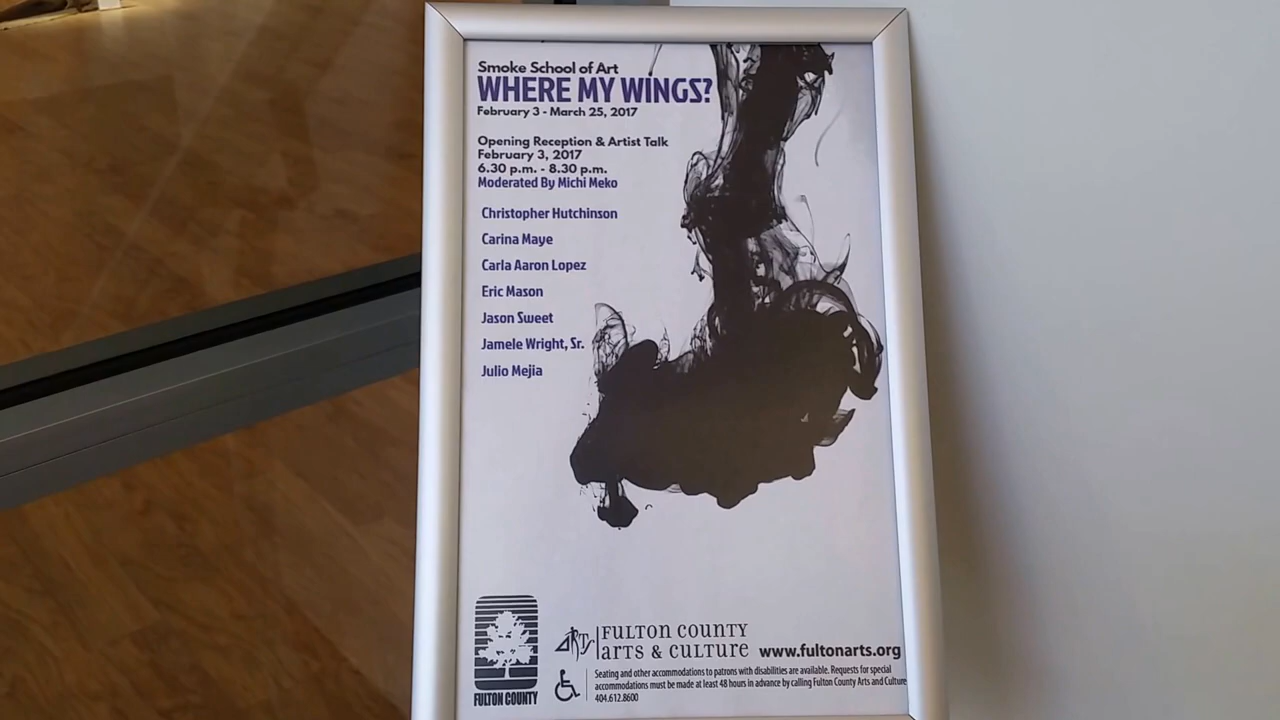 Smoke School of Art
WHERE MY WINGS?
February 3 - March 25, 2017
Opening Reception & Artist Talk
February 3, 2017
6.30 p.m. - 8.30 p.m.
Moderated By Michi Meko
Christopher Hutchinson
Carina Maye
Carla Aaron Lopez
Eric Mason
Jason Sweet
Jamele Wright, Sr.
Julio Mejia
FULTON COUNTY
ARTS
FULTON COUNTY
ARTS & CULTURE
www.fultonarts.org
Seating and other accommodations to patrons with disabilities are available. Requests for special
accommodations must be made at least 48 hours in advance by calling Fulton County Arts and Culture
404.612.8600